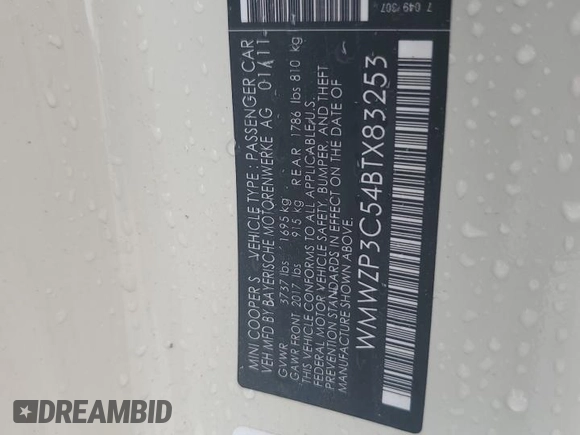 7 049 307
MINI COOPER S VEHICLE TYPE : PASSENGER CAR
VEH MFD BY BAYERISCHE MOTORENWERKE AG 01/11
GVWR 3737 lbs 1695 kg
GAWR FRONT 2017 lbs 915 kg R.E.A.R. 1786 lbs 810 kg
THIS VEHICLE CONFORMS TO ALL APPLICABLE U.S.
FEDERAL MOTOR VEHICLE SAFETY, BUMPER, AND THEFT
PREVENTION STANDARDS IN EFFECT ON THE DATE OF
MANUFACTURE SHOWN ABOVE.
WMWZP3C54BTX83253
DREAMBID
# DREAMBID.COM